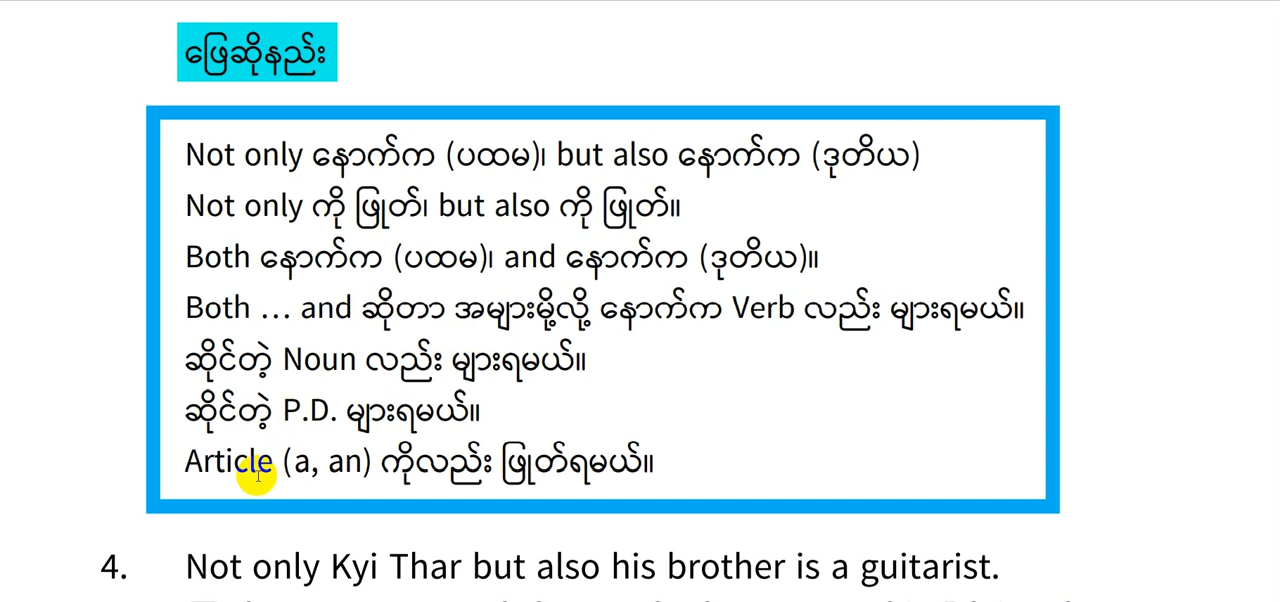 ဖြေဆိုနည်း
Not only နောက်က (ပထမ)၊ but also နောက်က (ဒုတိယ)
Not only ကို ဖြုတ်၊ but also ကို ဖြုတ်။
Both နောက်က (ပထမ)၊ and နောက်က (ဒုတိယ)။
Both … and ဆိုတာ အများမို့လို့ နောက်က Verb လည်း များရမယ်။
ဆိုင်တဲ့ Noun လည်း များရမယ်။
ဆိုင်တဲ့ P.D. များရမယ်။
Article (a, an) ကိုလည်း ဖြုတ်ရမယ်။
4. Not only Kyi Thar but also his brother is a guitarist.